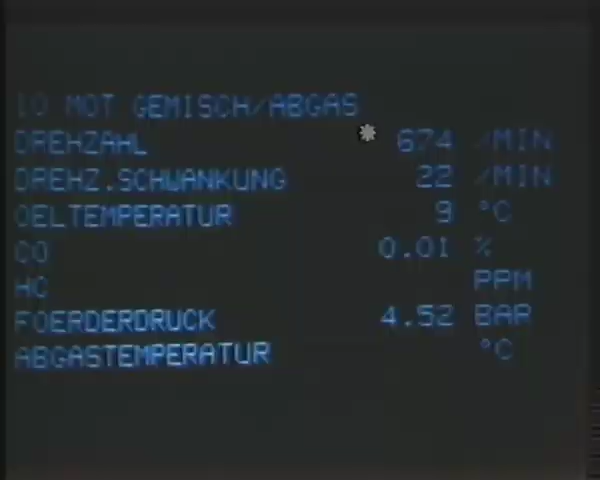 10 MOT GEMISCH/ABGAS
DREHZAHL * 674 /MIN
DREHZ.SCHWANKUNG 22 /MIN
OELTEMPERATUR 9 °C
CO 0.01 %
HC PPM
FOERDERDRUCK 4.52 BAR
ABGASTEMPERATUR °C